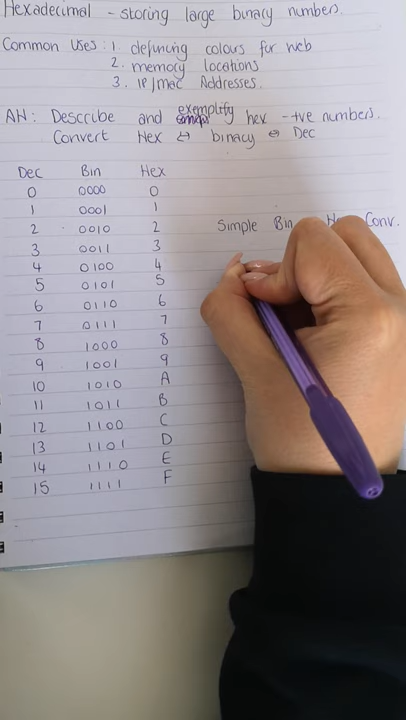 Hexadecimal - storing large binary numbers.
Common Uses: 1. defining colours for web
2. memory locations
3. IP/mac Addresses.
AH: Describe and exemplify hex -+ve numbers.
Convert Hex ↔ binacy ↔ Dec
Dec Bin Hex
0 0000 0
1 0001 1
2 0010 2
3 0011 3
4 0100 4
5 0101 5
6 0110 6
7 0111 7
8 1000 8
9 1001 9
10 1010 A
11 1011 B
12 1100 C
13 1101 D
14 1110 E
15 1111 F
Simple Bin Conv.